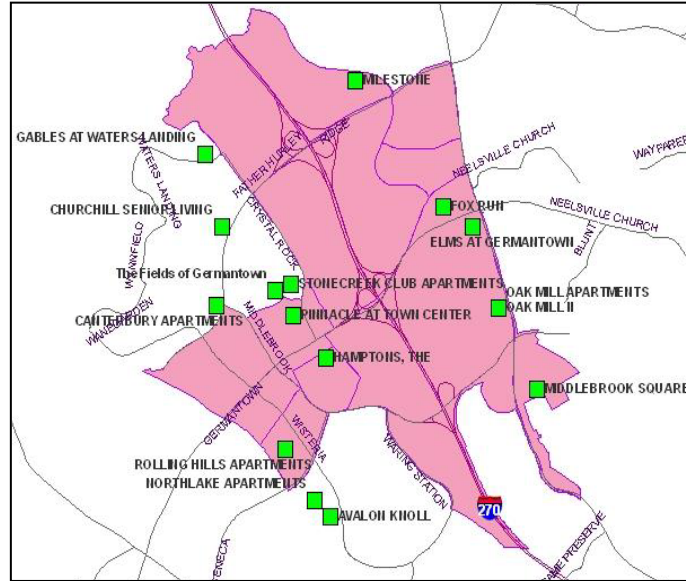 MILESTONE
GABLES AT WATERS LANDING
FATHER HURLEY
RIDGE
NEELSVILLE CHURCH
WAYFARER
WATERS LANDING
CRYSTAL ROCK
CHURCHILL SENIOR LIVING
FOX RUN
NEELSVILLE CHURCH
ELMS AT GERMANTOWN
BLUNT
The Fields of Germantown
STONECREEK CLUB APARTMENTS
OAK MILL APARTMENTS
OAK MILL II
CANTERBURY APARTMENTS
PINNACLE AT TOWN CENTER
MIDDLEBROOK
HAMPTONS, THE
MIDDLEBROOK SQUARE
GERMANTOWN
WISTERIA
WARING STATION
ROLLING HILLS APARTMENTS
NORTHLAKE APARTMENTS
270
AVALON KNOLL
PRESERVE